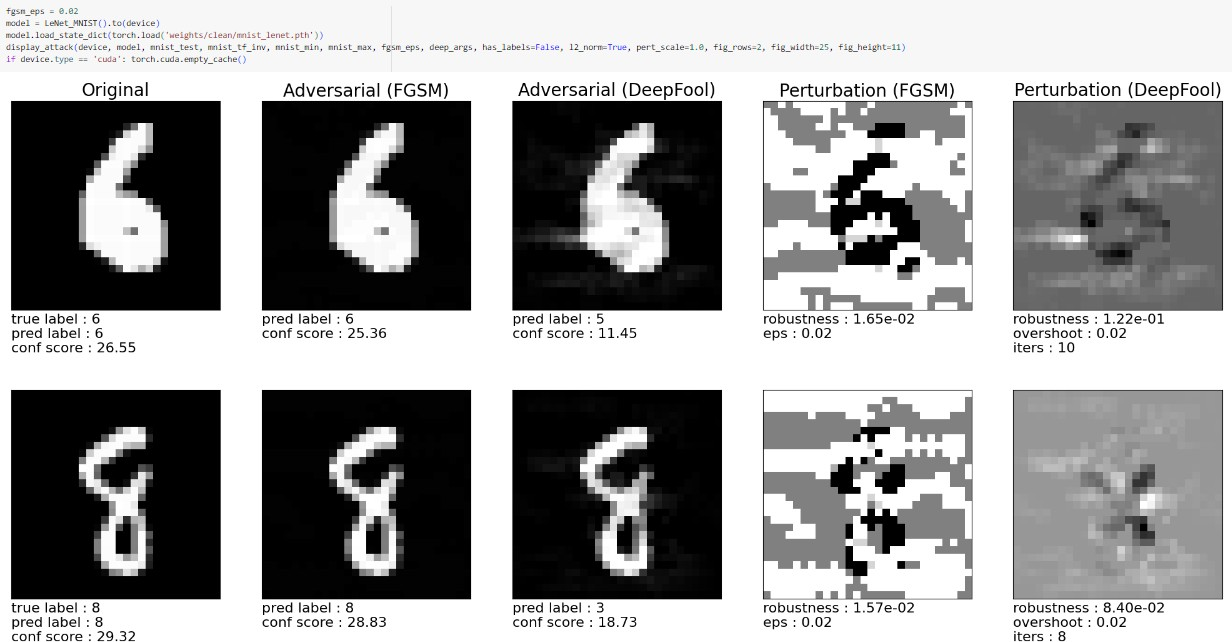 fgsm_eps = 0.02
model = LeNet_MNIST().to(device)
model.load_state_dict(torch.load('weights/clean/mnist_lenet.pth'))
display_attack(device, model, mnist_test, mnist_tf_inv, mnist_min, mnist_max, fgsm_eps, deep_args, has_labels=False, l2_norm=True, pert_scale=1.0, fig_rows=2, fig_width=25, fig_height=11)
if device.type == 'cuda': torch.cuda.empty_cache()
Original
Adversarial (FGSM)
Adversarial (DeepFool)
Perturbation (FGSM)
Perturbation (DeepFool)
true label : 6
pred label : 6
conf score : 26.55
pred label : 6
conf score : 25.36
pred label : 5
conf score : 11.45
robustness : 1.65e-02
eps : 0.02
robustness : 1.22e-01
overshoot : 0.02
iters : 10
true label : 8
pred label : 8
conf score : 29.32
pred label : 8
conf score : 28.83
pred label : 3
conf score : 18.73
robustness : 1.57e-02
eps : 0.02
robustness : 8.40e-02
overshoot : 0.02
iters : 8